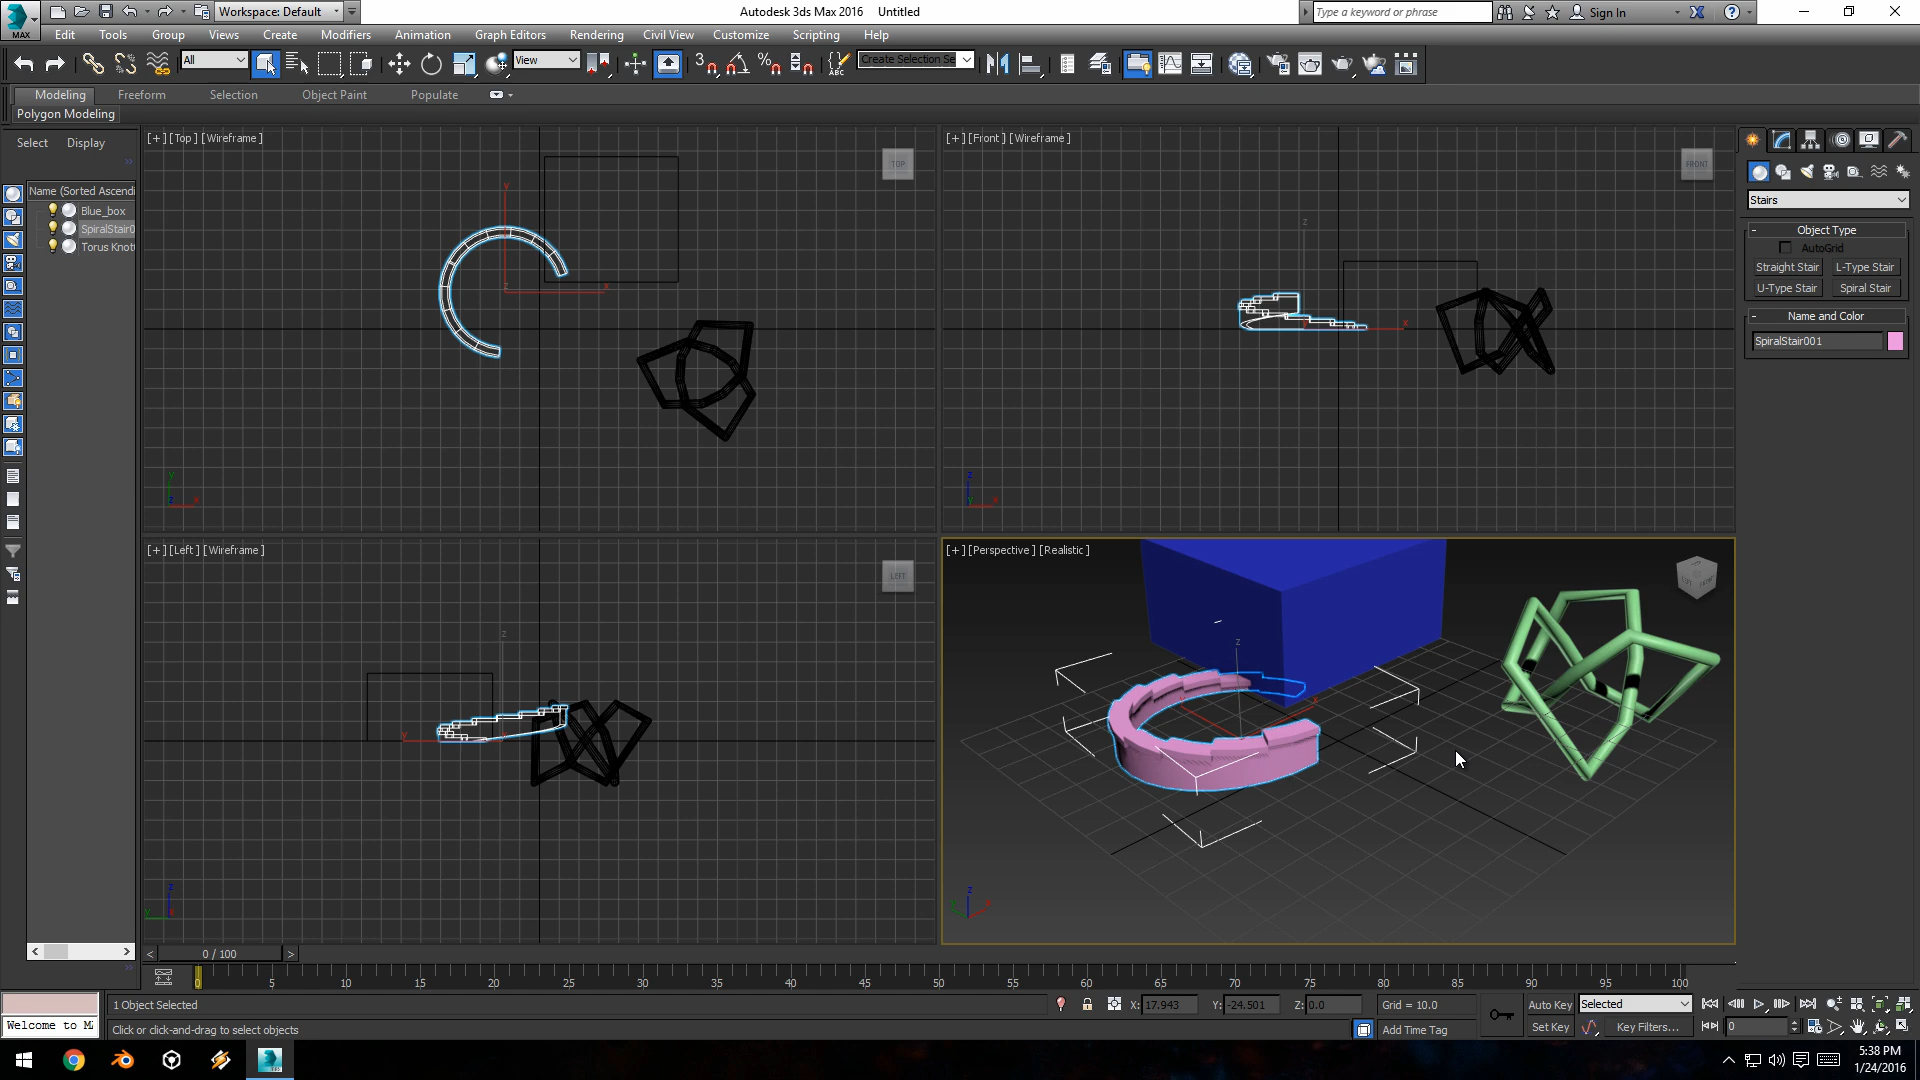 Workspace: Default
Autodesk 3ds Max 2016 Untitled
Type a keyword or phrase
Sign In
MAX
Edit Tools Group Views Create Modifiers Animation Graph Editors Rendering Civil View Customize Scripting Help
All
View
3
ABC
Create Selection Se
Modeling Freeform Selection Object Paint Populate
Polygon Modeling
Select Display
Name (Sorted Ascendi
Blue_box
SpiralStair0
Torus Knot
[+] [Top] [Wireframe]
TOP
[+] [Front] [Wireframe]
FRONT
[+] [Left] [Wireframe]
LEFT
[+] [Perspective] [Realistic]
Stairs
- Object Type
AutoGrid
Straight Stair L-Type Stair
U-Type Stair Spiral Stair
- Name and Color
SpiralStair001
< 0 / 100 >
0 5 10 15 20 25 30 35 40 45 50 55 60 65 70 75 80 85 90 95 100
1 Object Selected
X: 17.943 Y: -24.501 Z: 0.0 Grid = 10.0
Auto Key Selected
Welcome to M
Click or click-and-drag to select objects
Add Time Tag
Set Key Key Filters... 0
5:38 PM
1/24/2016